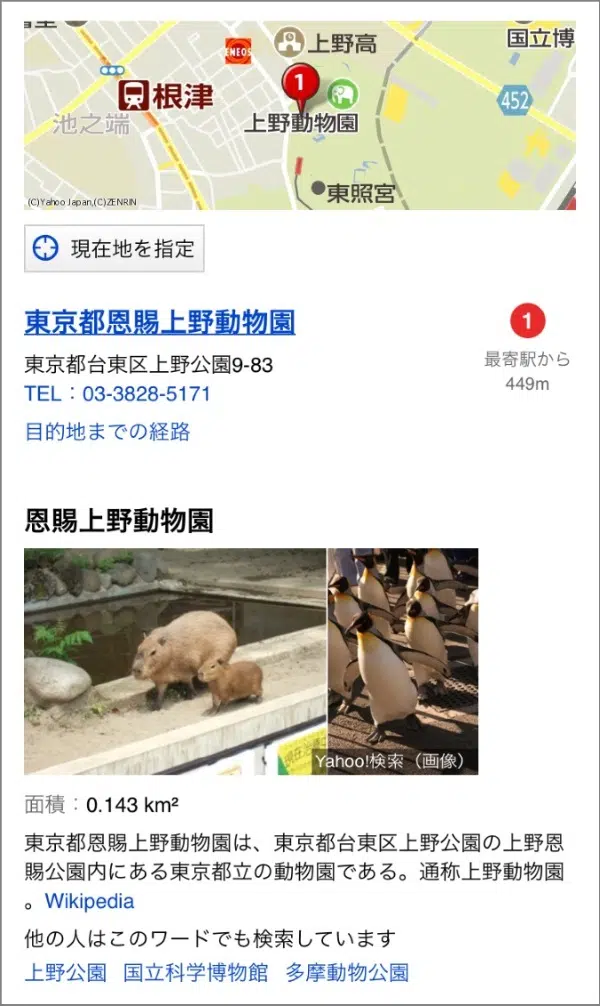 ENEOS
上野高
国立博
根津
1
452
池之端
上野動物園
東照宮
(C)Yahoo Japan,(C)ZENRIN
現在地を指定
東京都恩賜上野動物園
1
東京都台東区上野公園9-83
最寄駅から
449m
TEL：03-3828-5171
目的地までの経路
恩賜上野動物園
Yahoo!検索（画像）
面積：0.143 km²
東京都恩賜上野動物園は、東京都台東区上野公園の上野恩
賜公園内にある東京都立の動物園である。通称上野動物園
。Wikipedia
他の人はこのワードでも検索しています
上野公園 国立科学博物館 多摩動物公園